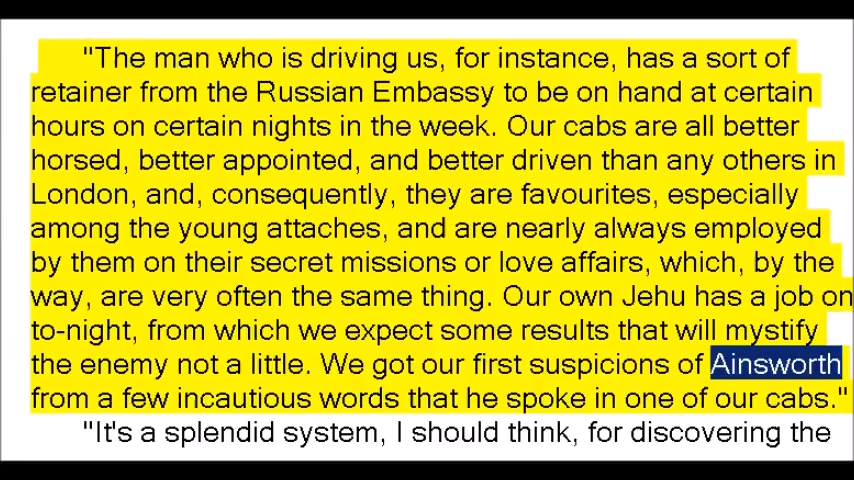 "The man who is driving us, for instance, has a sort of
retainer from the Russian Embassy to be on hand at certain
hours on certain nights in the week. Our cabs are all better
horsed, better appointed, and better driven than any others in
London, and, consequently, they are favourites, especially
among the young attaches, and are nearly always employed
by them on their secret missions or love affairs, which, by the
way, are very often the same thing. Our own Jehu has a job on
to-night, from which we expect some results that will mystify
the enemy not a little. We got our first suspicions of Ainsworth
from a few incautious words that he spoke in one of our cabs."
"It's a splendid system, I should think, for discovering the